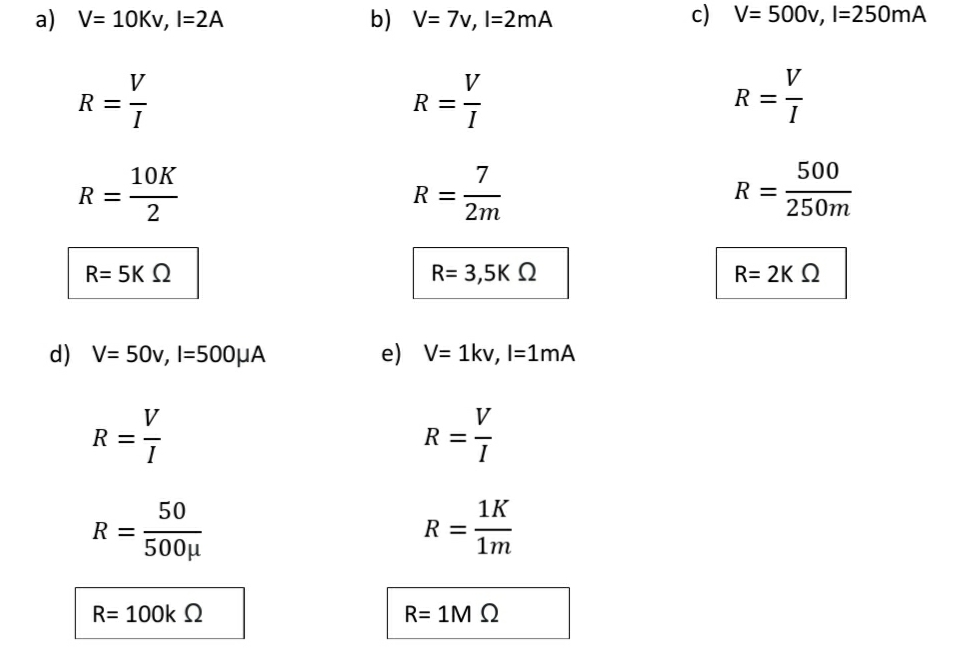 a) V= 10Kv, I=2A
R = V/I
R = 10K/2
R= 5K Ω
b) V= 7v, I=2mA
R = V/I
R = 7/2m
R= 3,5K Ω
c) V= 500v, I=250mA
R = V/I
R = 500/250m
R= 2K Ω
d) V= 50v, I=500µA
R = V/I
R = 50/500µ
R= 100k Ω
e) V= 1kv, I=1mA
R = V/I
R = 1K/1m
R= 1M Ω